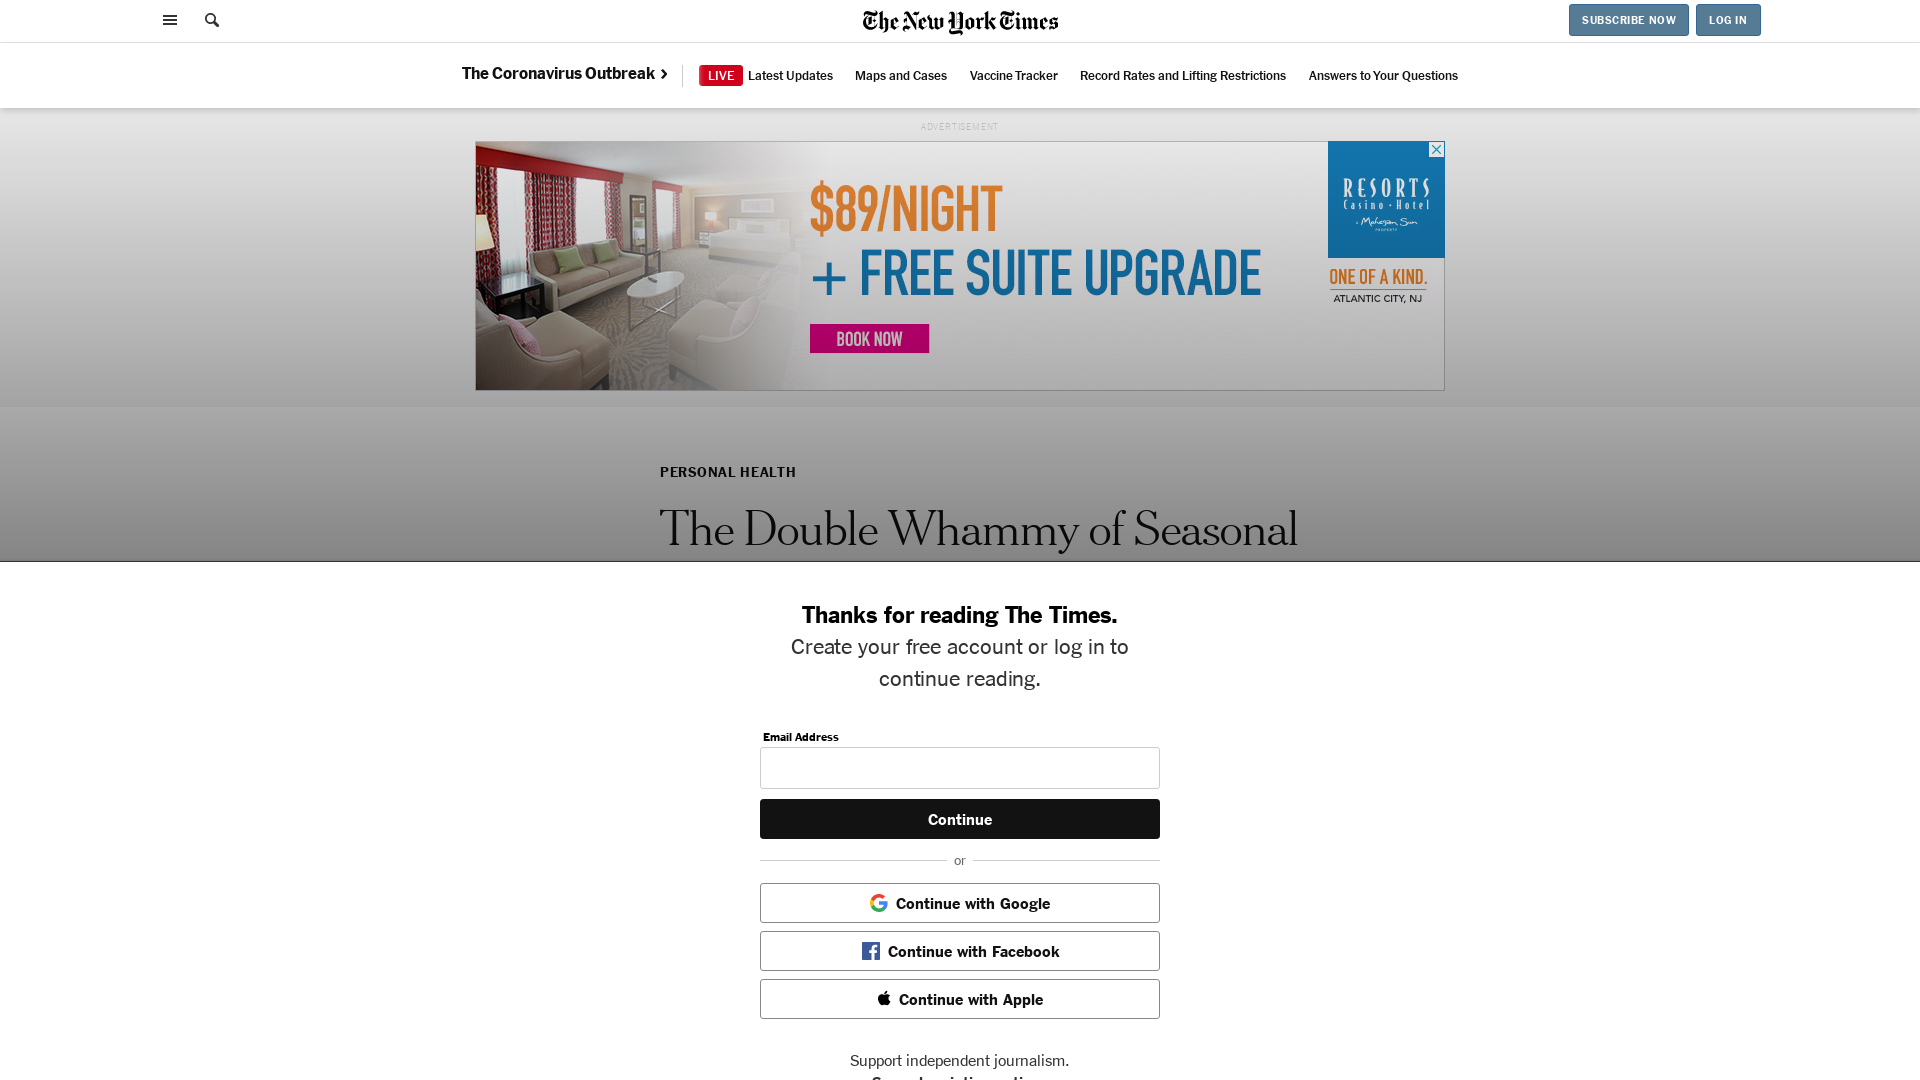 The New York Times
SUBSCRIBE NOW
LOG IN
The Coronavirus Outbreak
LIVE Latest Updates
Maps and Cases
Vaccine Tracker
Record Rates and Lifting Restrictions
Answers to Your Questions
ADVERTISEMENT
$89/NIGHT
+ FREE SUITE UPGRADE
BOOK NOW
RESORTS
Casino • Hotel
a Mohegan Sun
PROPERTY
ONE OF A KIND.
ATLANTIC CITY, NJ
PERSONAL HEALTH
The Double Whammy of Seasonal
Thanks for reading The Times.
Create your free account or log in to
continue reading.
Email Address
Continue
or
Continue with Google
Continue with Facebook
Continue with Apple
Support independent journalism.